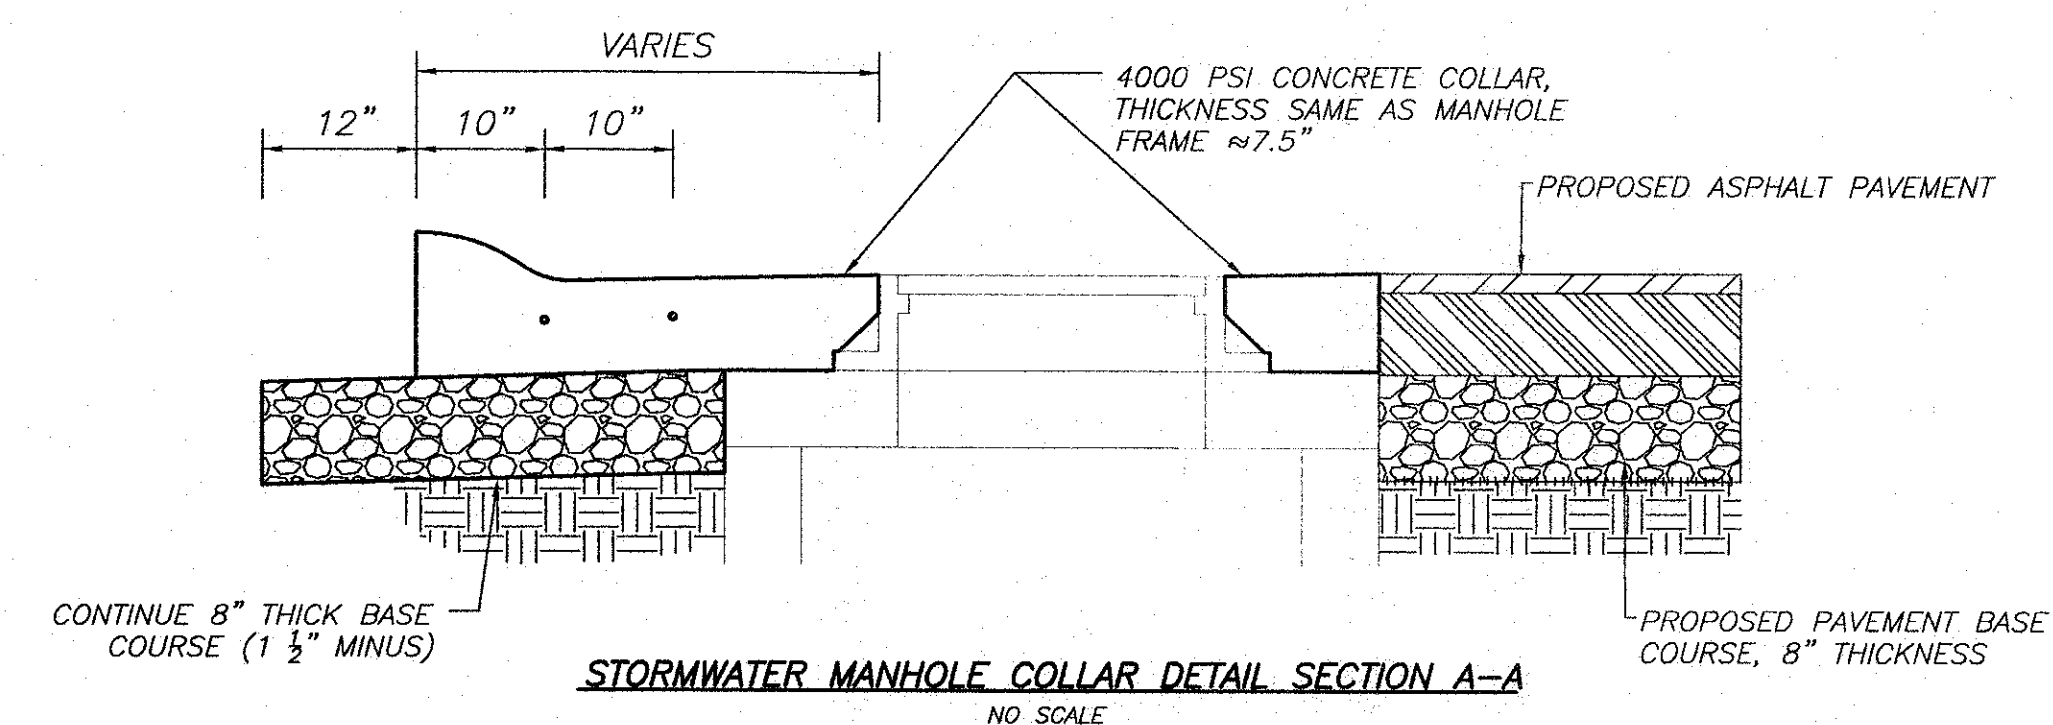 VARIES
12" 10" 10"
4000 PSI CONCRETE COLLAR,
THICKNESS SAME AS MANHOLE
FRAME ≈7.5"
PROPOSED ASPHALT PAVEMENT
CONTINUE 8" THICK BASE
COURSE (1 1/2" MINUS)
PROPOSED PAVEMENT BASE
COURSE, 8" THICKNESS
STORMWATER MANHOLE COLLAR DETAIL SECTION A-A
NO SCALE